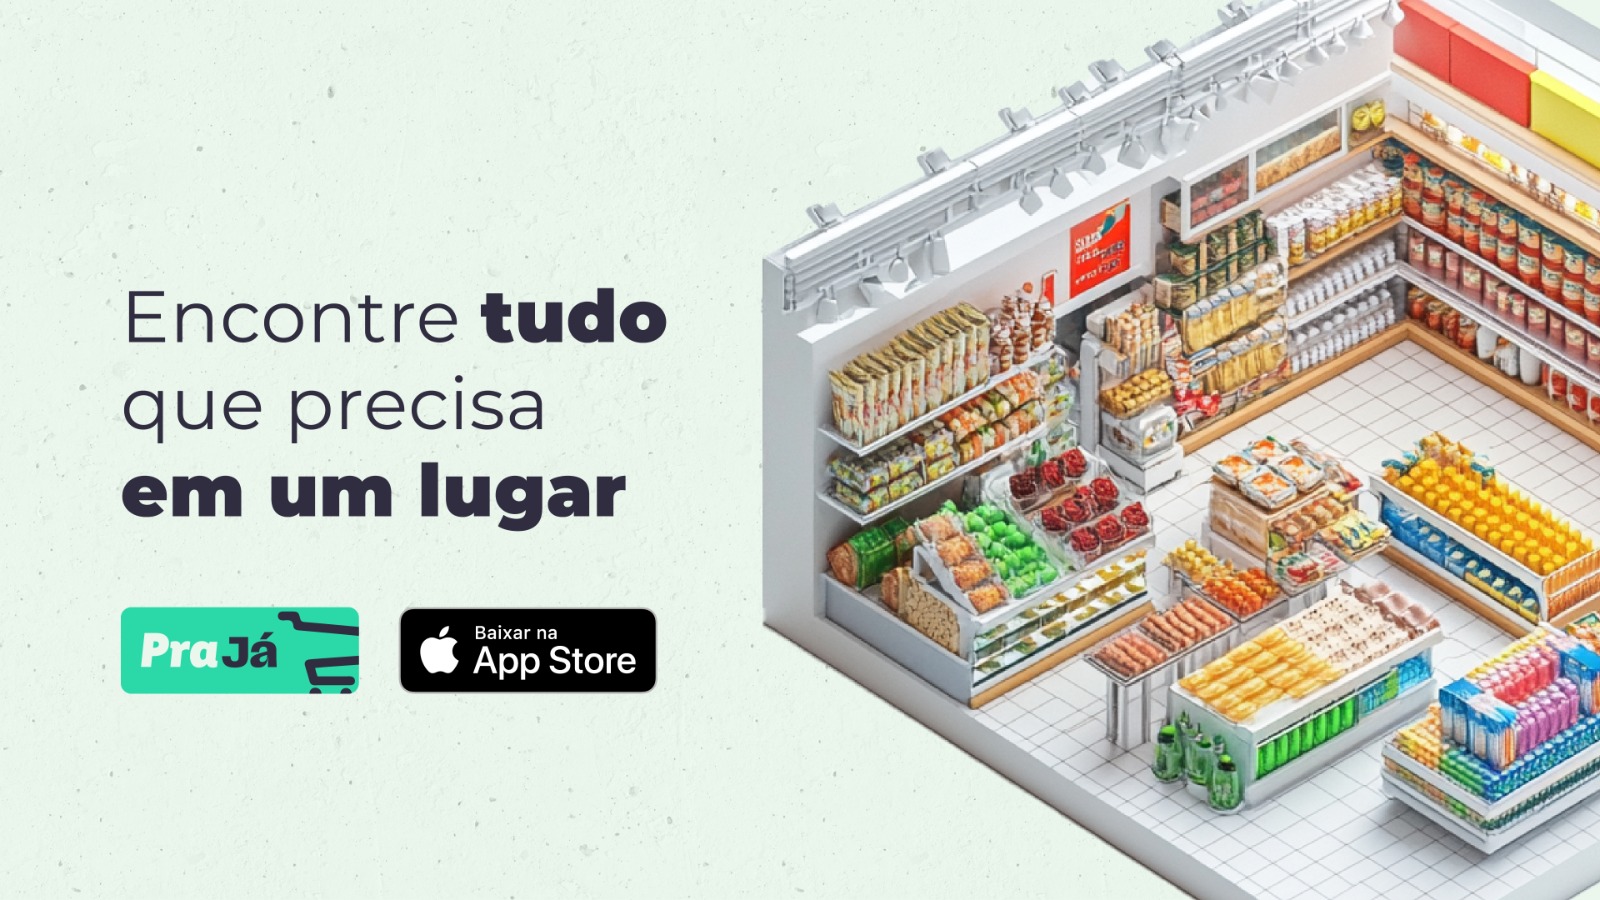 Encontre tudo
que precisa
em um lugar
PraJá
Baixar na
App Store